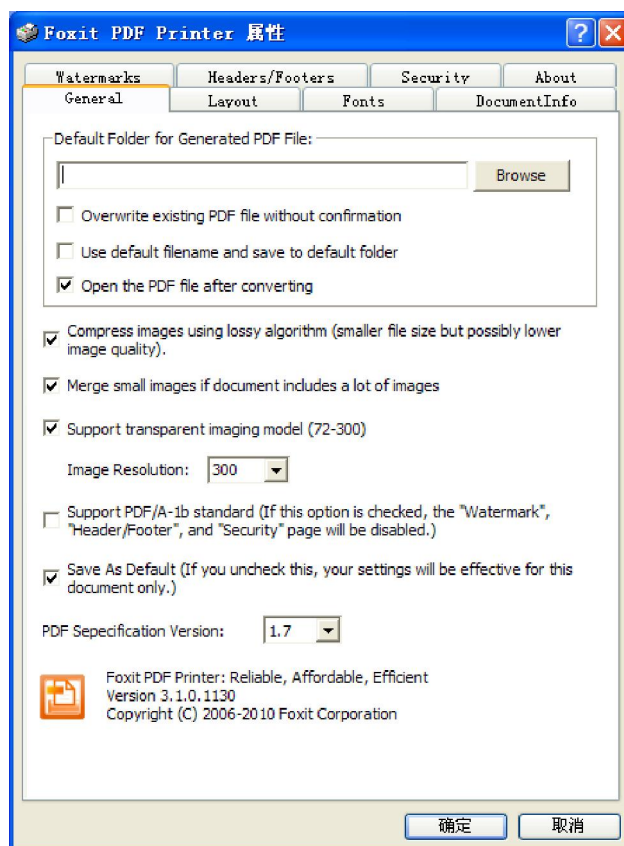 Foxit PDF Printer 属性
Watermarks Headers/Footers Security About
General Layout Fonts DocumentInfo
Default Folder for Generated PDF File:
Browse
Overwrite existing PDF file without confirmation
Use default filename and save to default folder
Open the PDF file after converting
Compress images using lossy algorithm (smaller file size but possibly lower
image quality).
Merge small images if document includes a lot of images
Support transparent imaging model (72-300)
Image Resolution: 300
Support PDF/A-1b standard (If this option is checked, the "Watermark",
"Header/Footer", and "Security" page will be disabled.)
Save As Default (If you uncheck this, your settings will be effective for this
document only.)
PDF Sepecification Version: 1.7
Foxit PDF Printer: Reliable, Affordable, Efficient
Version 3.1.0.1130
Copyright (C) 2006-2010 Foxit Corporation
确定 取消